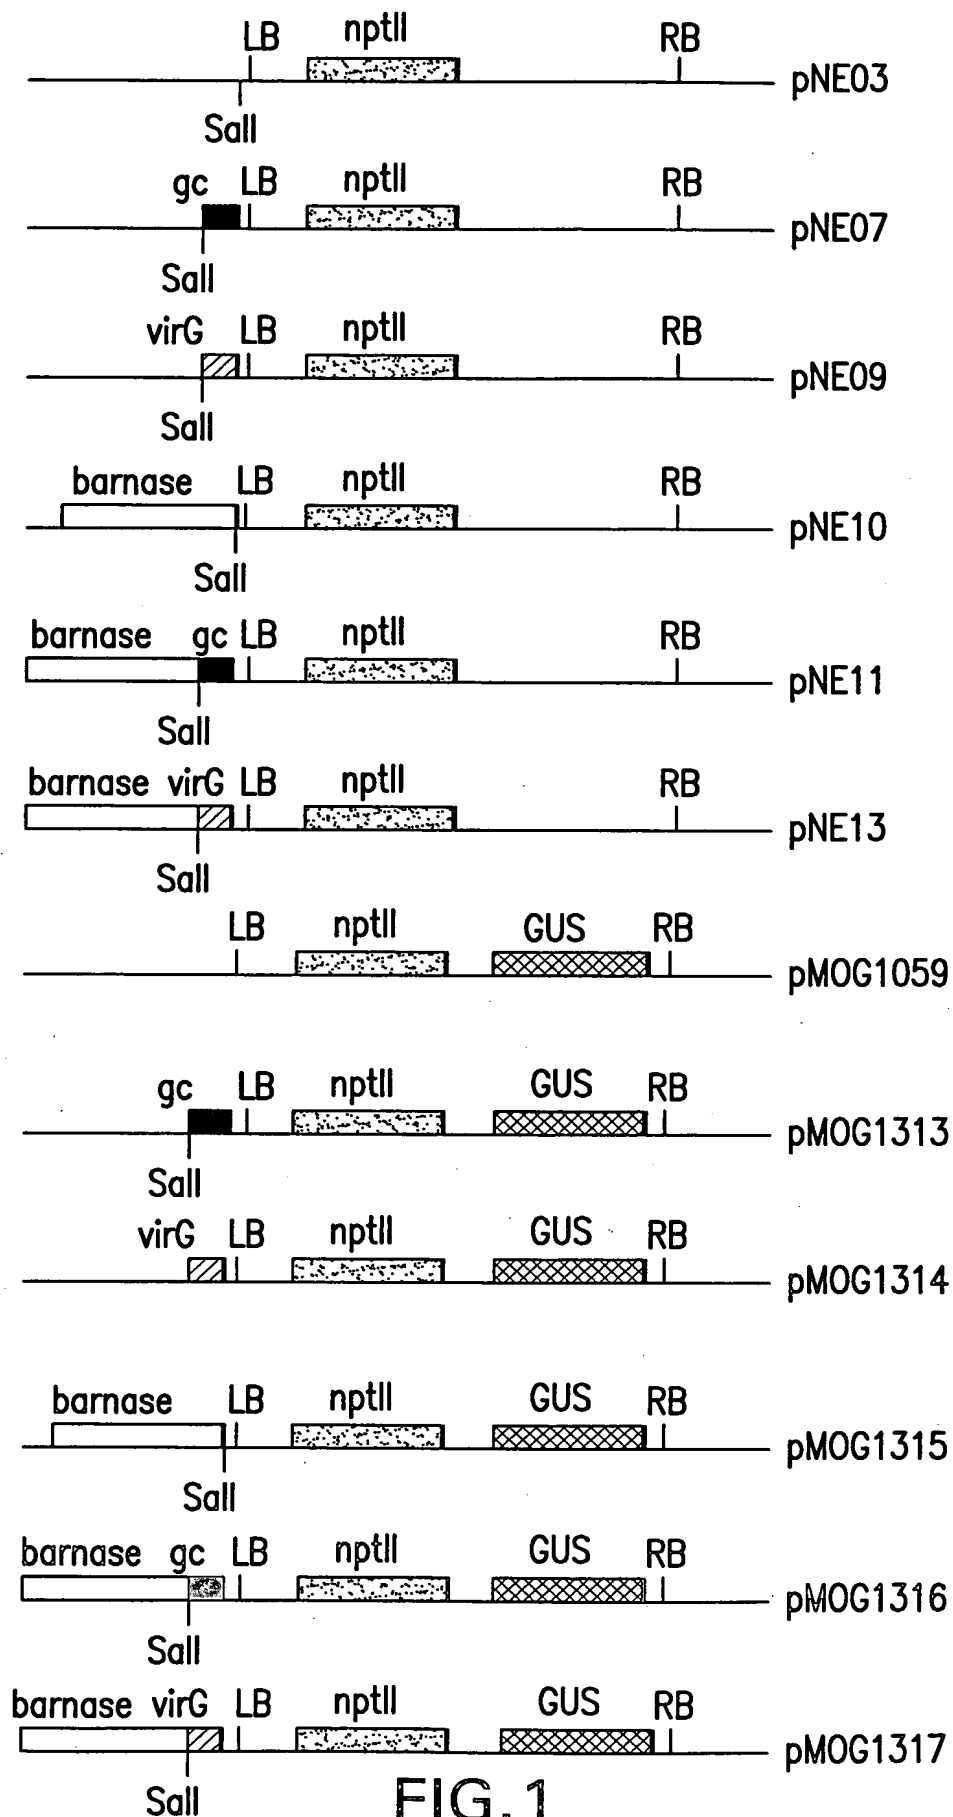 LB nptII RB
pNE03
SalI
gc LB nptII RB
pNE07
SalI
virG LB nptII RB
pNE09
SalI
barnase LB nptII RB
pNE10
SalI
barnase gc LB nptII RB
pNE11
SalI
barnase virG LB nptII RB
pNE13
SalI
LB nptII GUS RB
pMOG1059
gc LB nptII GUS RB
pMOG1313
SalI
virG LB nptII GUS RB
pMOG1314
barnase LB nptII GUS RB
pMOG1315
SalI
barnase gc LB nptII GUS RB
pMOG1316
SalI
barnase virG LB nptII GUS RB
pMOG1317
SalI
FIG.1